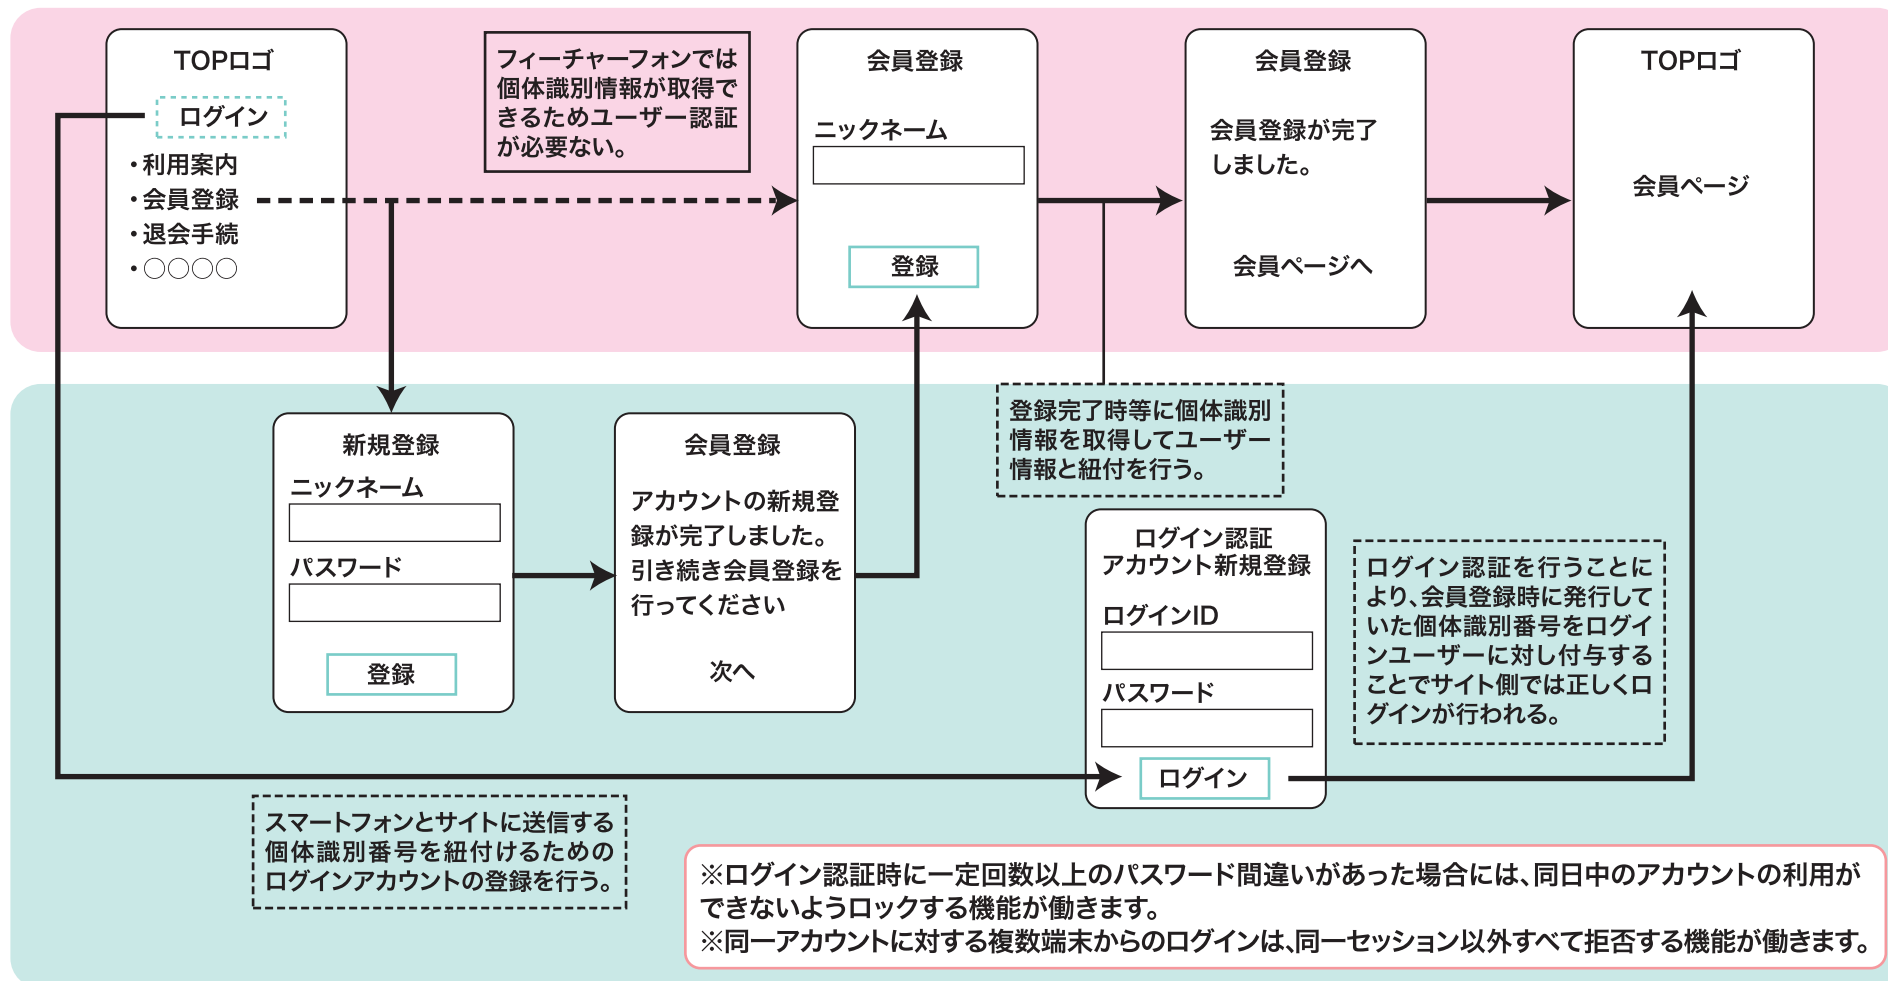 TOPロゴ
ログイン
・利用案内
・会員登録
・退会手続
・〇〇〇〇
フィーチャーフォンでは
個体識別情報が取得で
きるためユーザー認証
が必要ない。
会員登録
ニックネーム
登録
会員登録
会員登録が完了
しました。
会員ページへ
TOPロゴ
会員ページ
新規登録
ニックネーム
パスワード
登録
会員登録
アカウントの新規登
録が完了しました。
引き続き会員登録を
行ってください
次へ
登録完了時等に個体識別
情報を取得してユーザー
情報と紐付を行う。
ログイン認証
アカウント新規登録
ログインID
パスワード
ログイン
ログイン認証を行うことに
より、会員登録時に発行して
いた個体識別番号をログイ
ンユーザーに対し付与する
ことでサイト側では正しくロ
グインが行われる。
スマートフォンとサイトに送信する
個体識別番号を紐付けるための
ログインアカウントの登録を行う。
※ログイン認証時に一定回数以上のパスワード間違いがあった場合には、同日中のアカウントの利用が
できないようロックする機能が働きます。
※同一アカウントに対する複数端末からのログインは、同一セッション以外すべて拒否する機能が働きます。